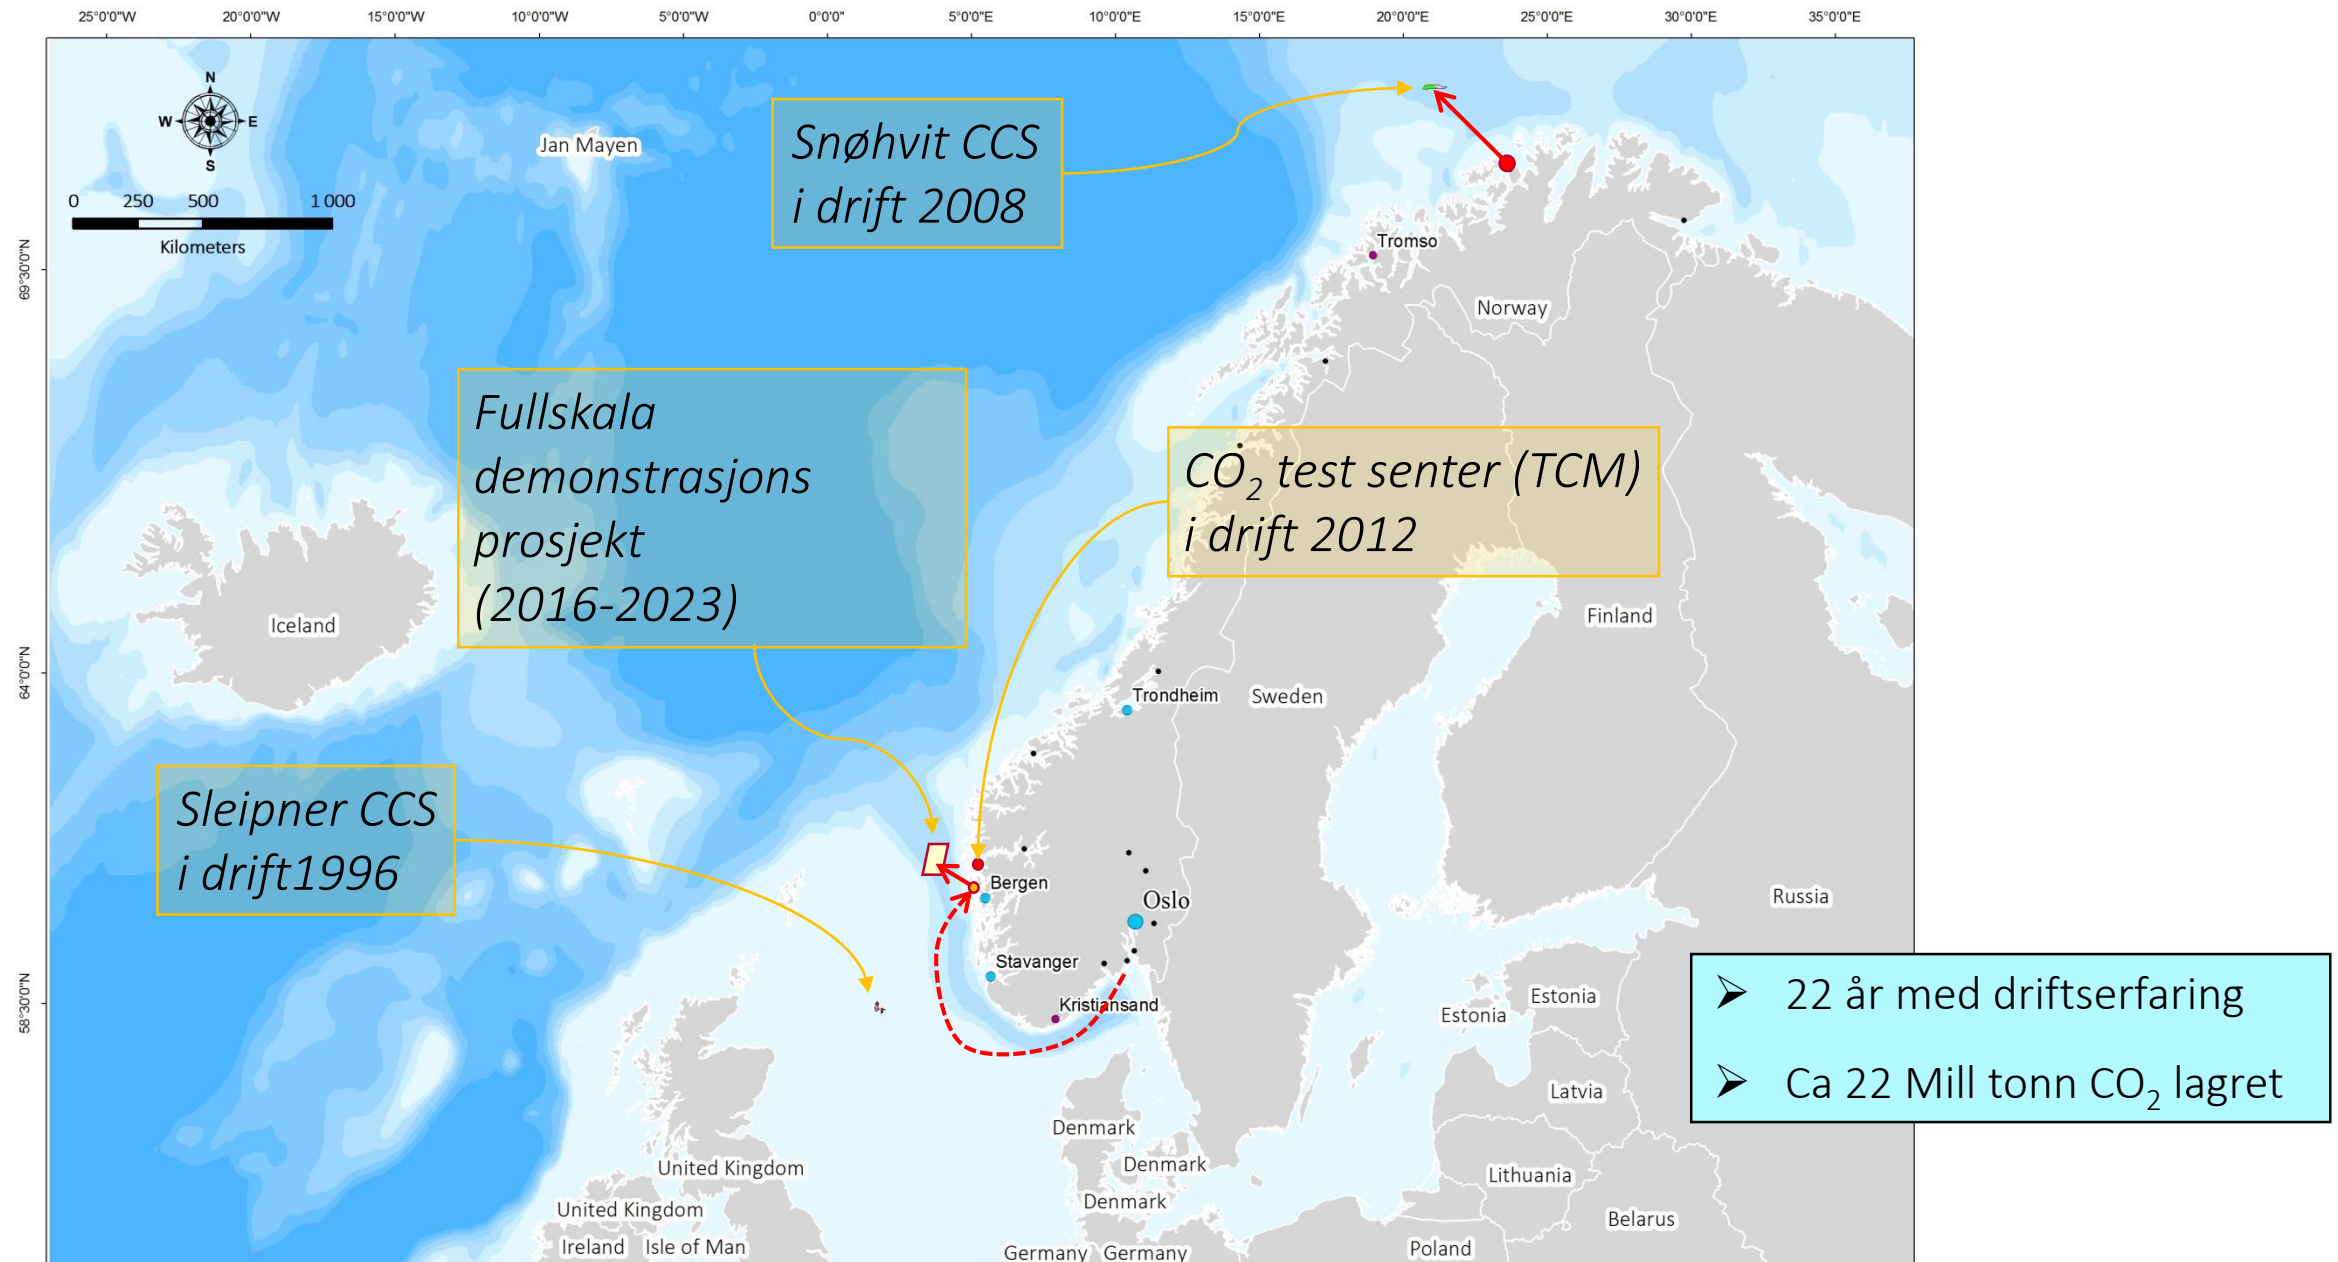 25°0'0"W 20°0'0"W 15°0'0"W 10°0'0"W 5°0'0"W 0°0'0" 5°0'0"E 10°0'0"E 15°0'0"E 20°0'0"E 25°0'0"E 30°0'0"E 35°0'0"E
N
W E
S
0 250 500 1 000
Kilometers
69°30'0"N
64°0'0"N
58°30'0"N
Jan Mayen
Snøhvit CCS
i drift 2008
Tromso
Norway
Fullskala
demonstrasjons
prosjekt
(2016-2023)
CO₂ test senter (TCM)
i drift 2012
Iceland
Finland
Trondheim
Sweden
Sleipner CCS
i drift1996
Bergen
Oslo
Russia
Stavanger
Kristiansand
Estonia
Estonia
➢ 22 år med driftserfaring
➢ Ca 22 Mill tonn CO₂ lagret
Latvia
Denmark
United Kingdom
Denmark
Lithuania
Denmark
United Kingdom
Belarus
Ireland
Isle of Man
Germany
Germany
Poland